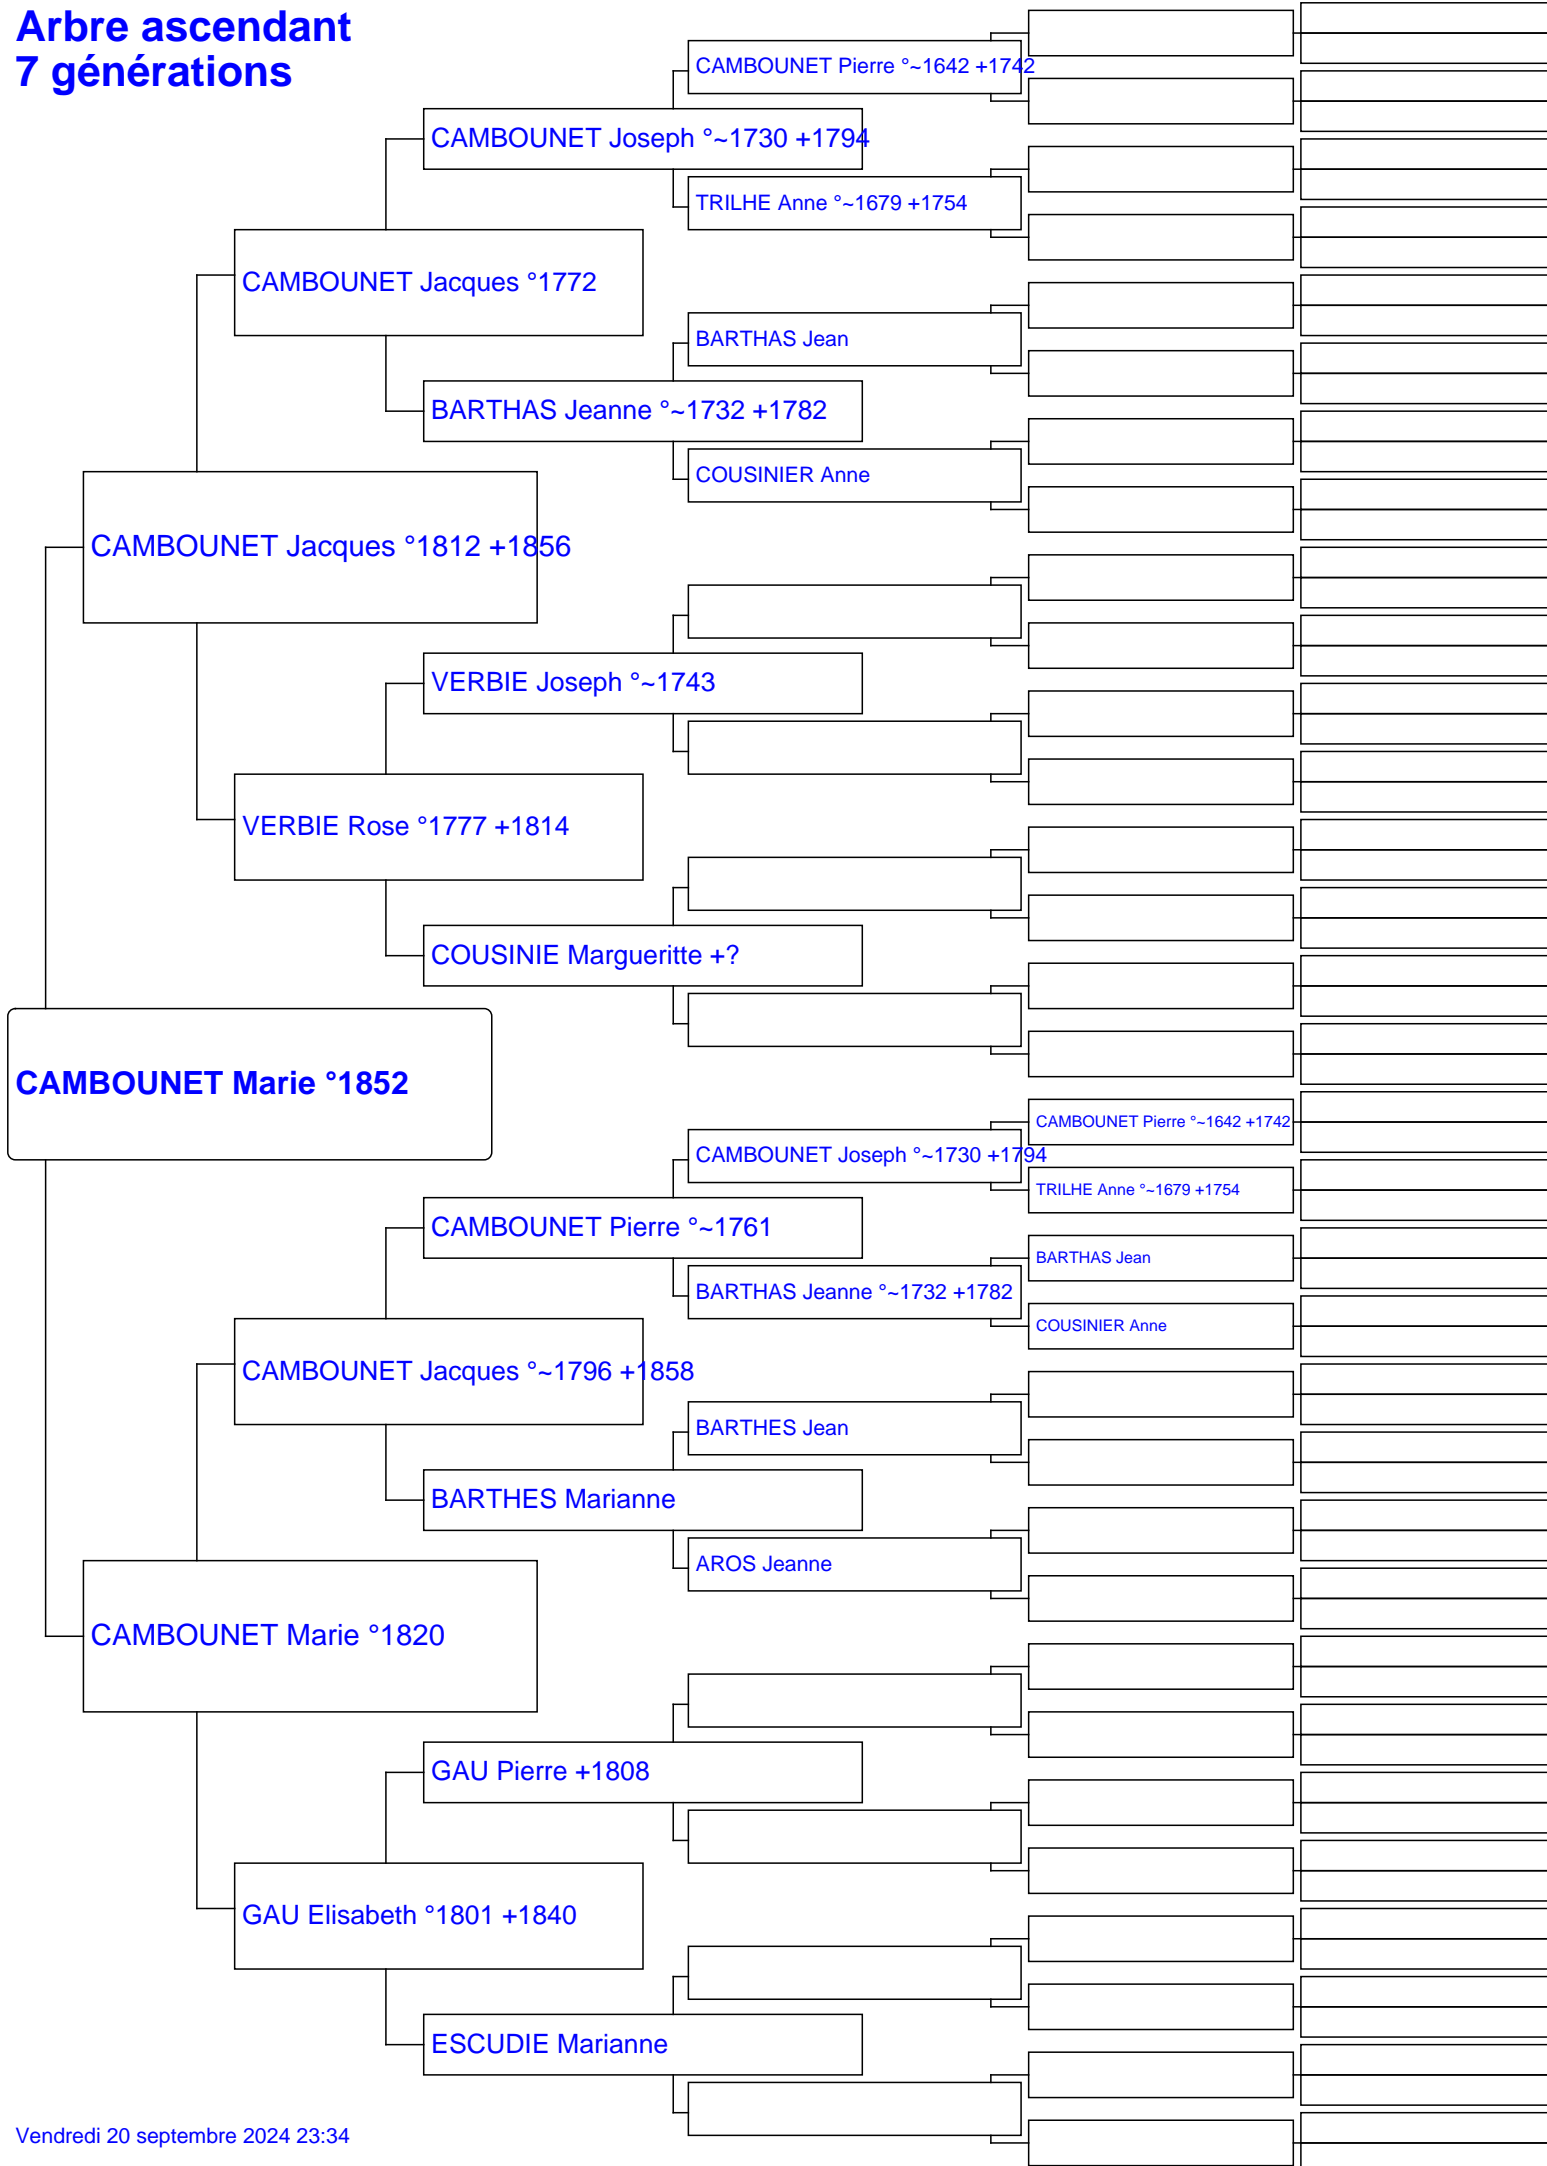 Arbre ascendant
7 générations
CAMBOUNET Pierre °~1642 +1742
CAMBOUNET Joseph °~1730 +1794
TRILHE Anne °~1679 +1754
CAMBOUNET Jacques °1772
BARTHAS Jean
BARTHAS Jeanne °~1732 +1782
COUSINIER Anne
CAMBOUNET Jacques °1812 +1856
VERBIE Joseph °~1743
VERBIE Rose °1777 +1814
COUSINIE Margueritte +?
CAMBOUNET Marie °1852
CAMBOUNET Pierre °~1642 +1742
CAMBOUNET Joseph °~1730 +1794
TRILHE Anne °~1679 +1754
CAMBOUNET Pierre °~1761
BARTHAS Jean
BARTHAS Jeanne °~1732 +1782
COUSINIER Anne
CAMBOUNET Jacques °~1796 +1858
BARTHES Jean
BARTHES Marianne
AROS Jeanne
CAMBOUNET Marie °1820
GAU Pierre +1808
GAU Elisabeth °1801 +1840
ESCUDIE Marianne
Vendredi 20 septembre 2024 23:34